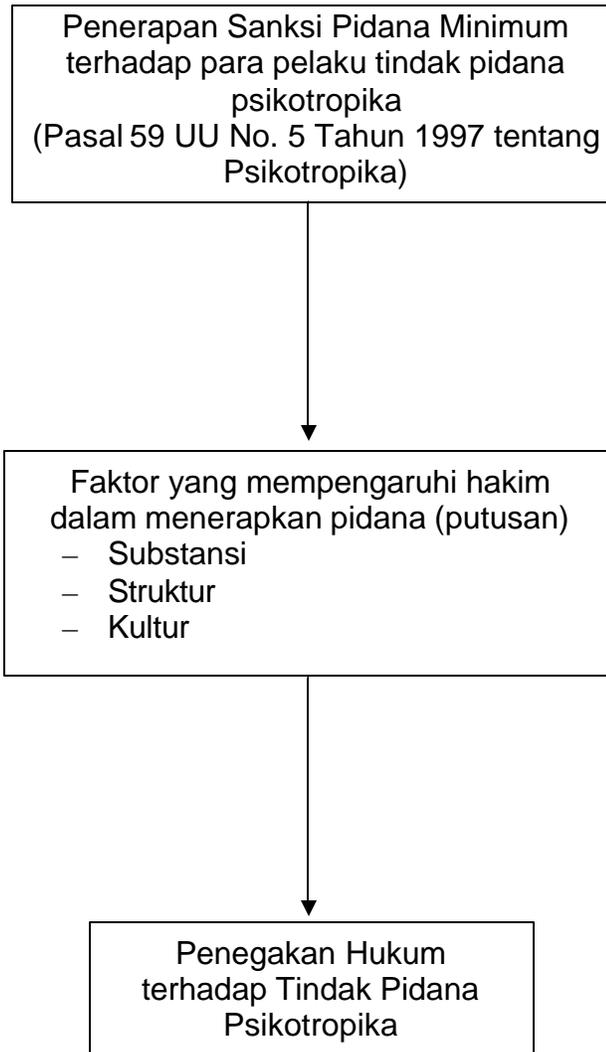 Penerapan Sanksi Pidana Minimum
terhadap para pelaku tindak pidana
psikotropika
(Pasal 59 UU No. 5 Tahun 1997 tentang
Psikotropika)
Faktor yang mempengaruhi hakim
dalam menerapkan pidana (putusan)
– Substansi
– Struktur
– Kultur
Penegakan Hukum
terhadap Tindak Pidana
Psikotropika